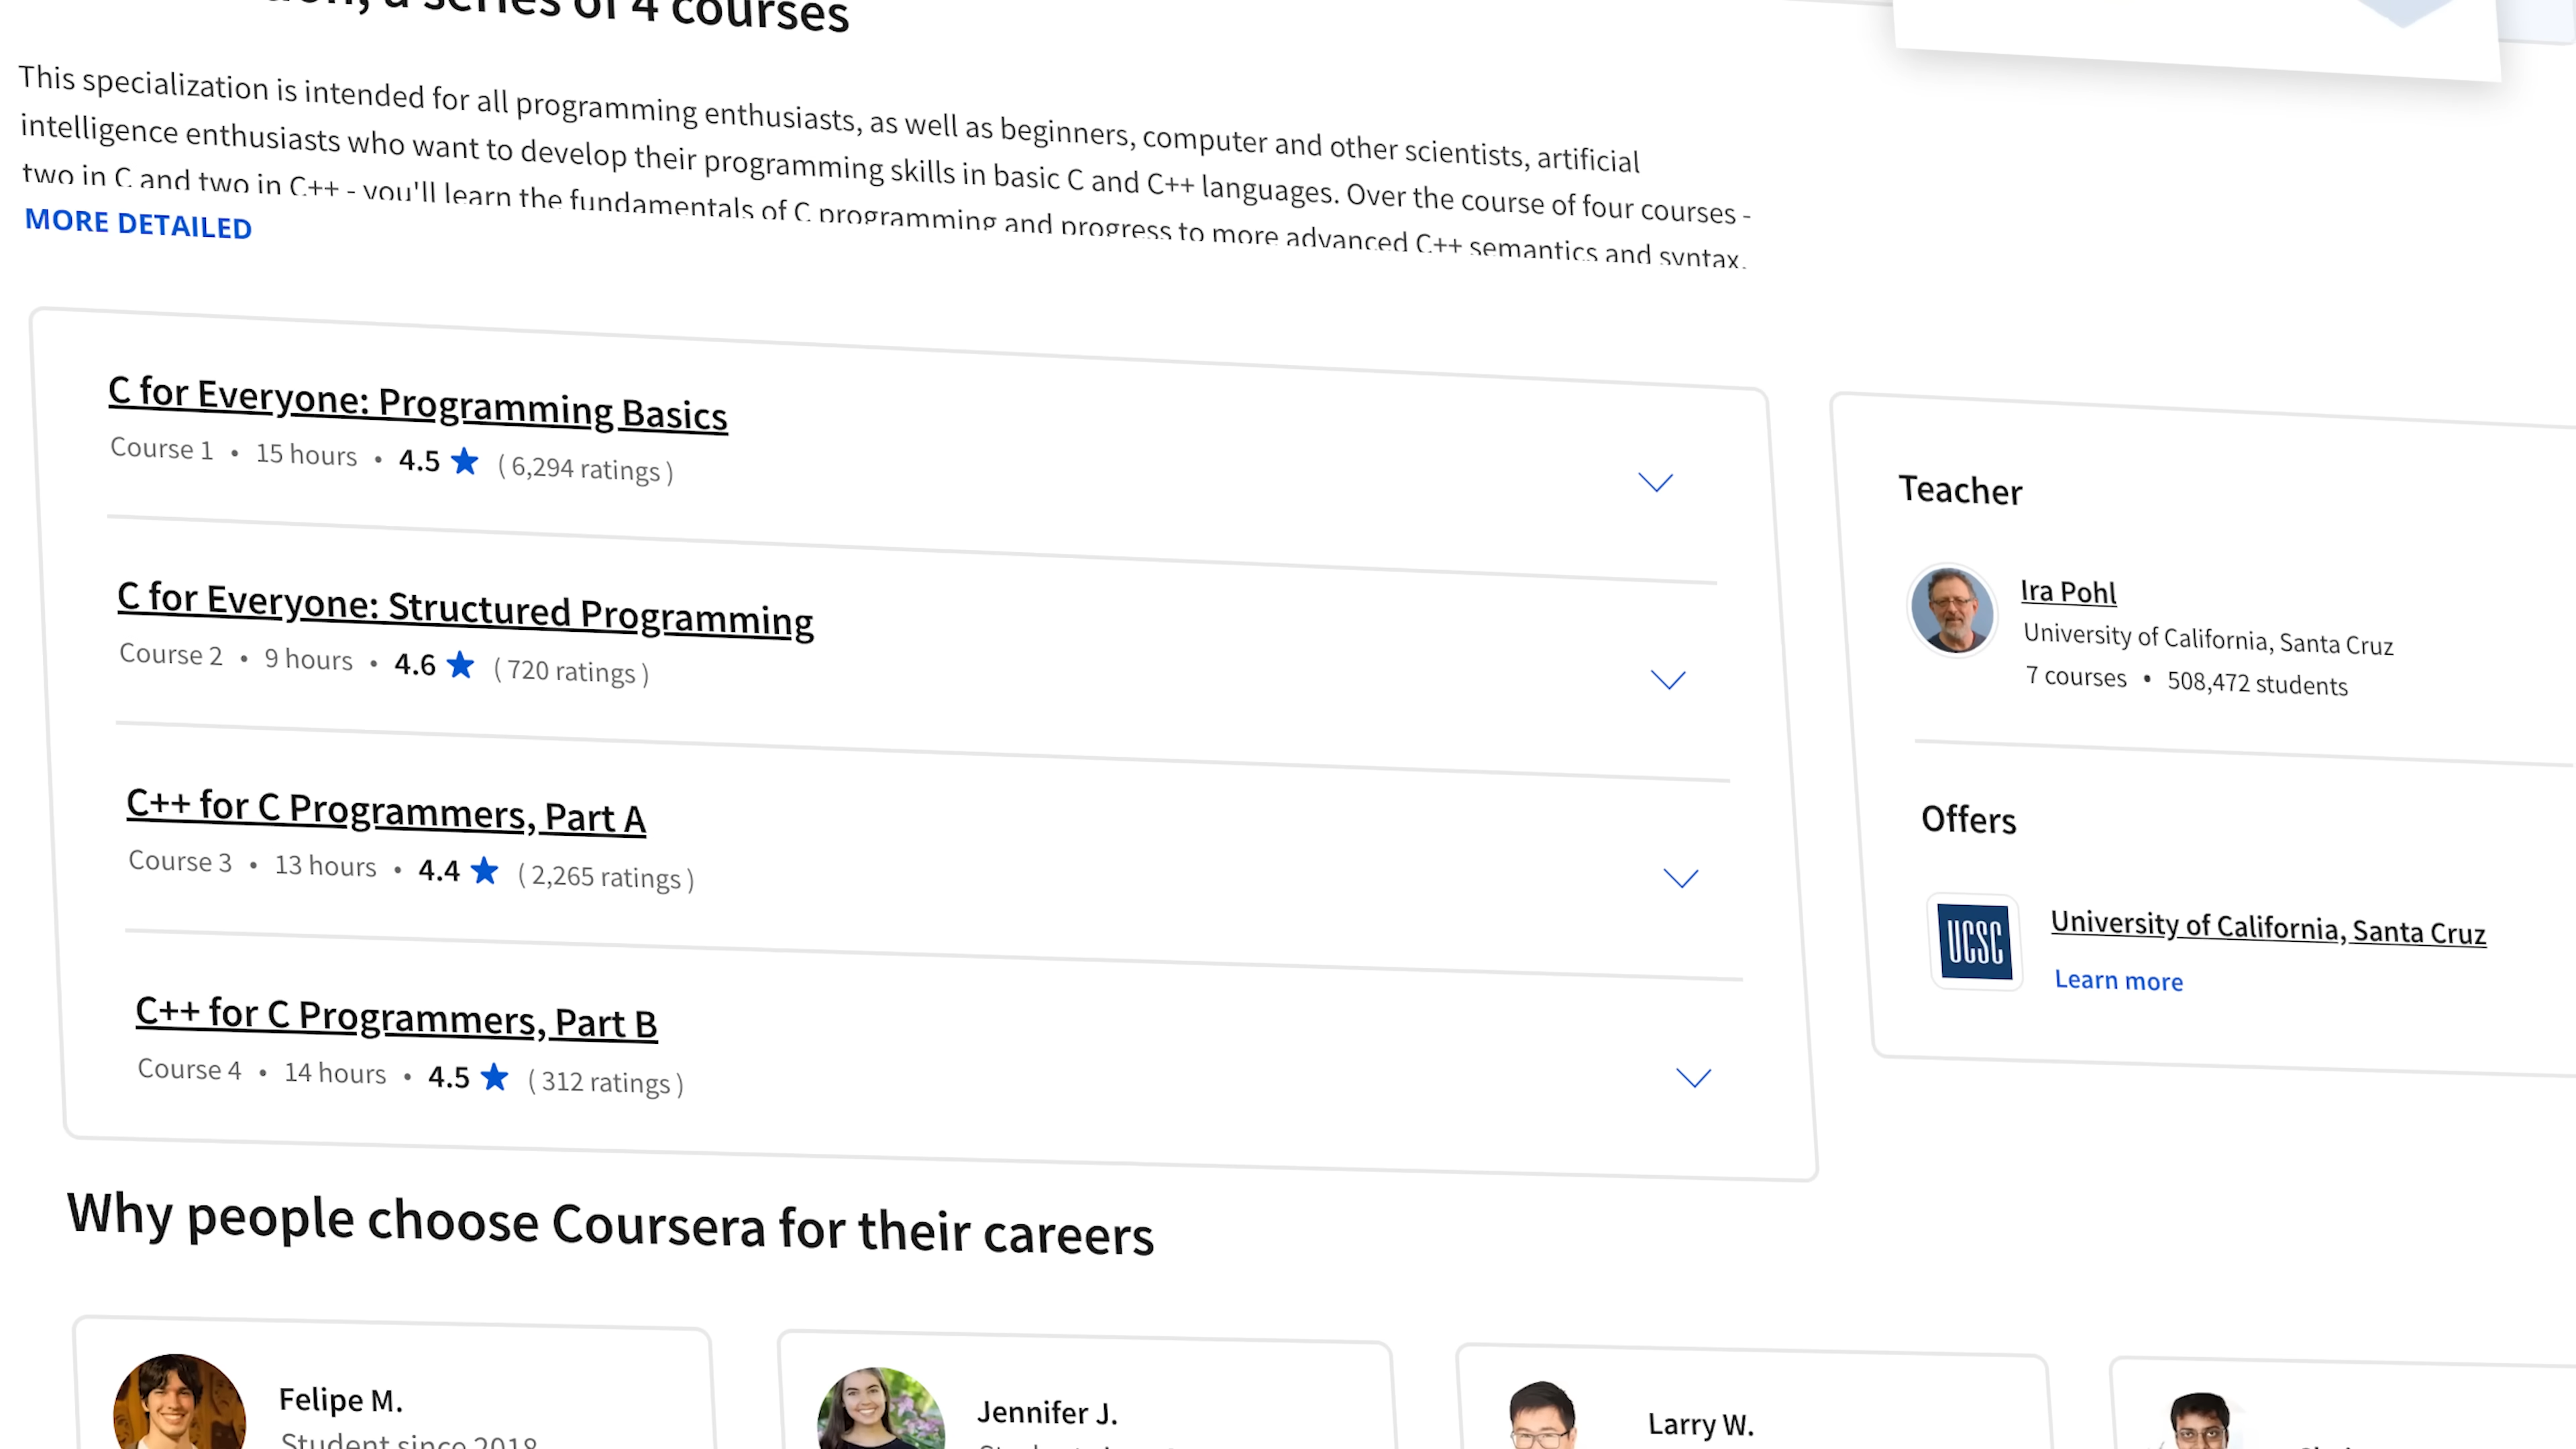 a series of 4 courses
This specialization is intended for all programming enthusiasts, as well as beginners, computer and other scientists, artificial
intelligence enthusiasts who want to develop their programming skills in basic C and C++ languages. Over the course of four courses -
two in C and two in C++ - you'll learn the fundamentals of C programming and progress to more advanced C++ semantics and syntax.
MORE DETAILED
C for Everyone: Programming Basics
Course 1 • 15 hours • 4.5 ★ ( 6,294 ratings )
C for Everyone: Structured Programming
Course 2 • 9 hours • 4.6 ★ ( 720 ratings )
C++ for C Programmers, Part A
Course 3 • 13 hours • 4.4 ★ ( 2,265 ratings )
C++ for C Programmers, Part B
Course 4 • 14 hours • 4.5 ★ ( 312 ratings )
Teacher
Ira Pohl
University of California, Santa Cruz
7 courses • 508,472 students
Offers
UCSC
University of California, Santa Cruz
Learn more
Why people choose Coursera for their careers
Felipe M.
Student since 2018
Jennifer J.
Larry W.